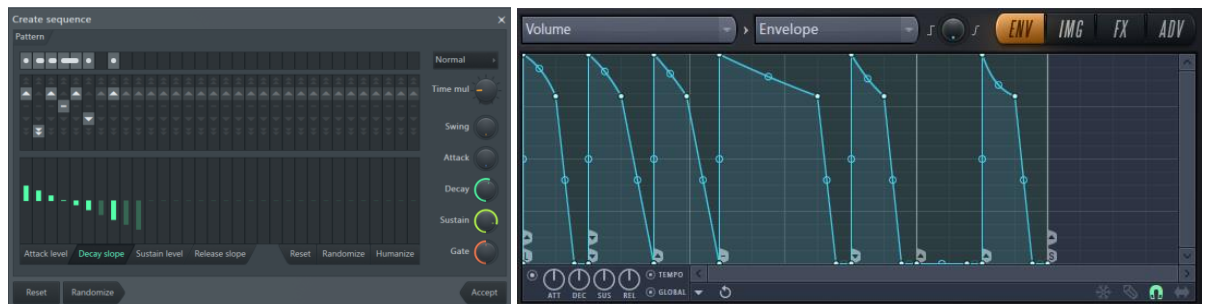 Create sequence
Pattern
Normal
Time mul
Swing
Attack
Decay
Sustain
Gate
Attack level Decay slope Sustain level Release slope Reset Randomize Humanize
Reset Randomize Accept
Volume Envelope ENV IMG FX ADV
L S
ATT DEC SUS REL
TEMPO
GLOBAL